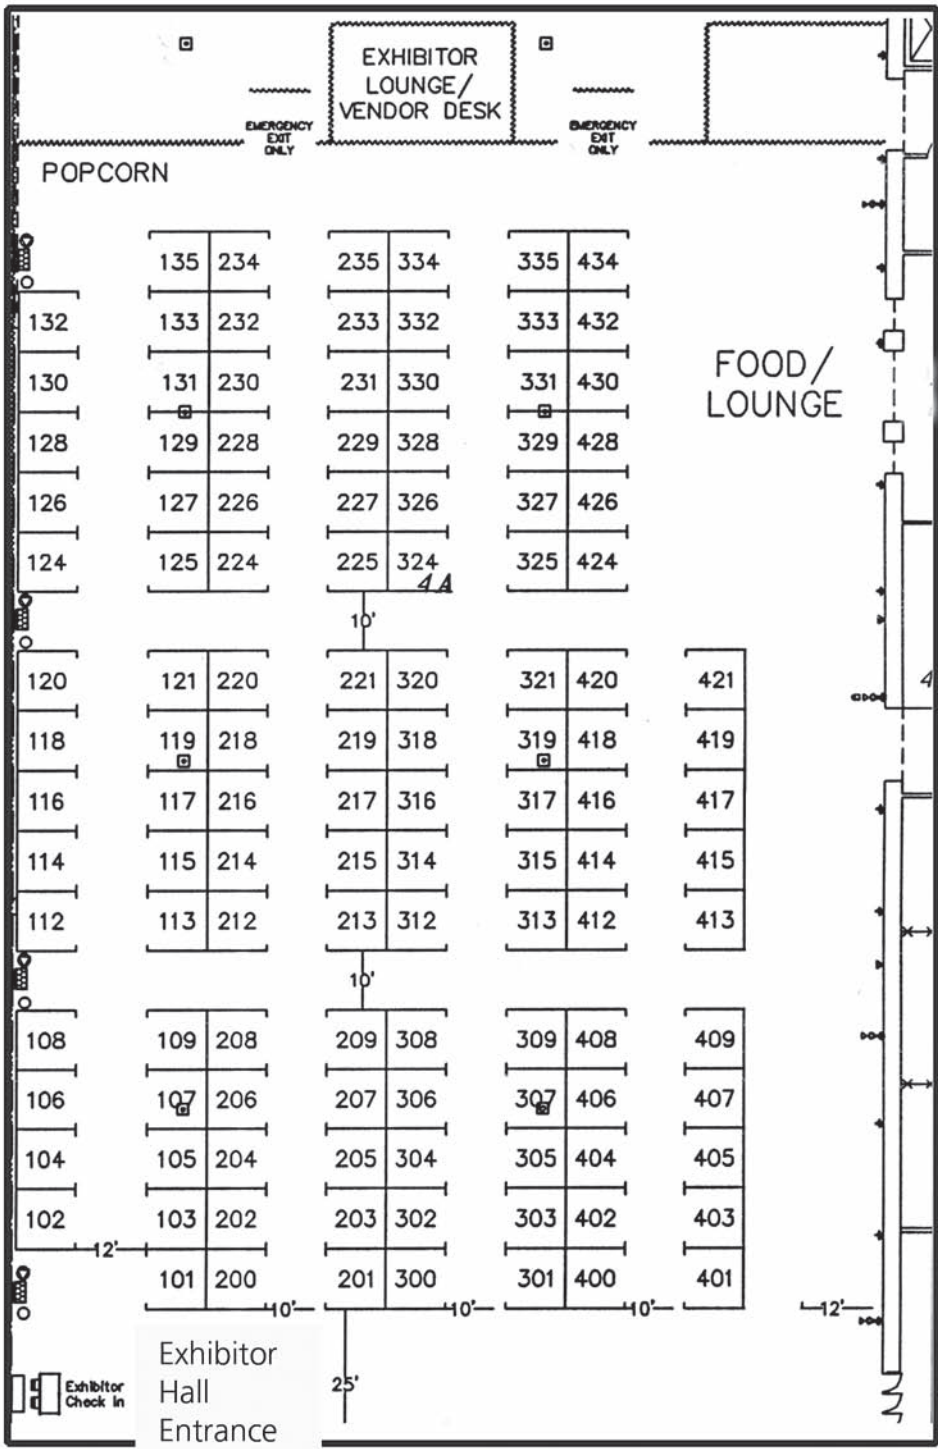 EXHIBITOR
LOUNGE/
VENDOR DESK
EMERGENCY
EXIT
ONLY
EMERGENCY
EXIT
ONLY
POPCORN
135 234 235 334 335 434
132 133 232 233 332 333 432
130 131 230 231 330 331 430
FOOD/
LOUNGE
128 129 228 229 328 329 428
126 127 226 227 326 327 426
124 125 224 225 324 325 424
4A
10'
120 121 220 221 320 321 420 421
4
118 119 218 219 318 319 418 419
116 117 216 217 316 317 416 417
114 115 214 215 314 315 414 415
112 113 212 213 312 313 412 413
10'
108 109 208 209 308 309 408 409
106 107 206 207 306 307 406 407
104 105 204 205 304 305 404 405
102 103 202 203 302 303 402 403
12'
101 200 201 300 301 400 401
10' 10' 10' 12'
Exhibitor
Hall
Entrance
Exhibitor
Check In
25'